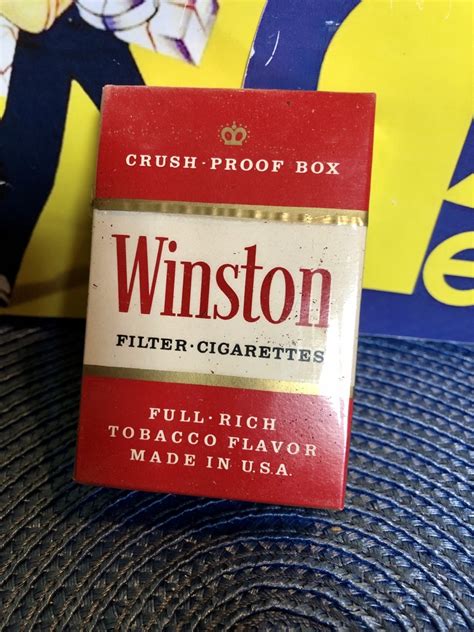 CRUSH·PROOF BOX
Winston
FILTER·CIGARETTES
FULL·RICH
TOBACCO FLAVOR
MADE IN U.S.A.